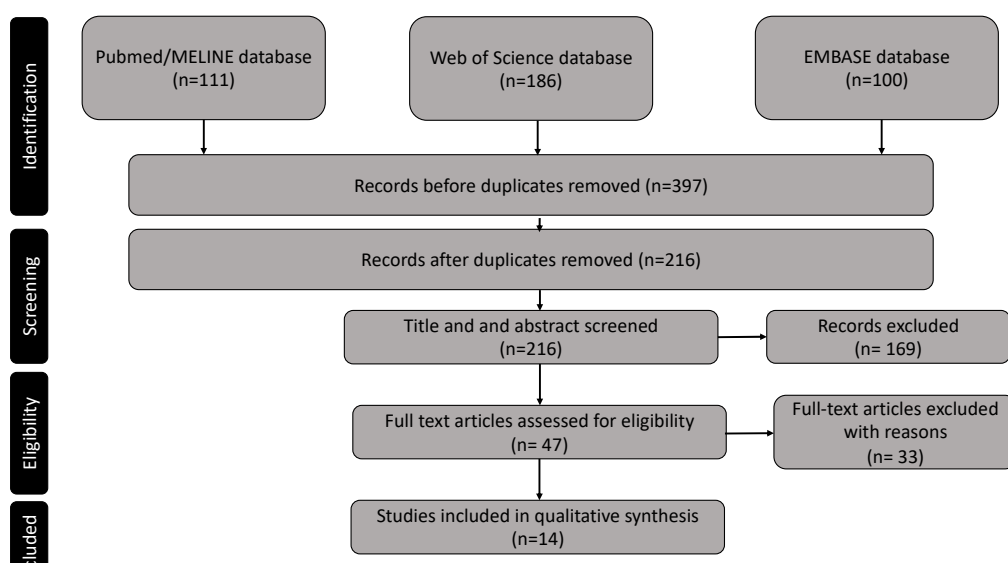 Identification
Pubmed/MELINE database
(n=111)
Web of Science database
(n=186)
EMBASE database
(n=100)
Records before duplicates removed (n=397)
Screening
Records after duplicates removed (n=216)
Title and and abstract screened
(n=216)
Records excluded
(n= 169)
Eligibility
Full text articles assessed for eligibility
(n= 47)
Full-text articles excluded
with reasons
(n= 33)
Studies included in qualitative synthesis
(n=14)